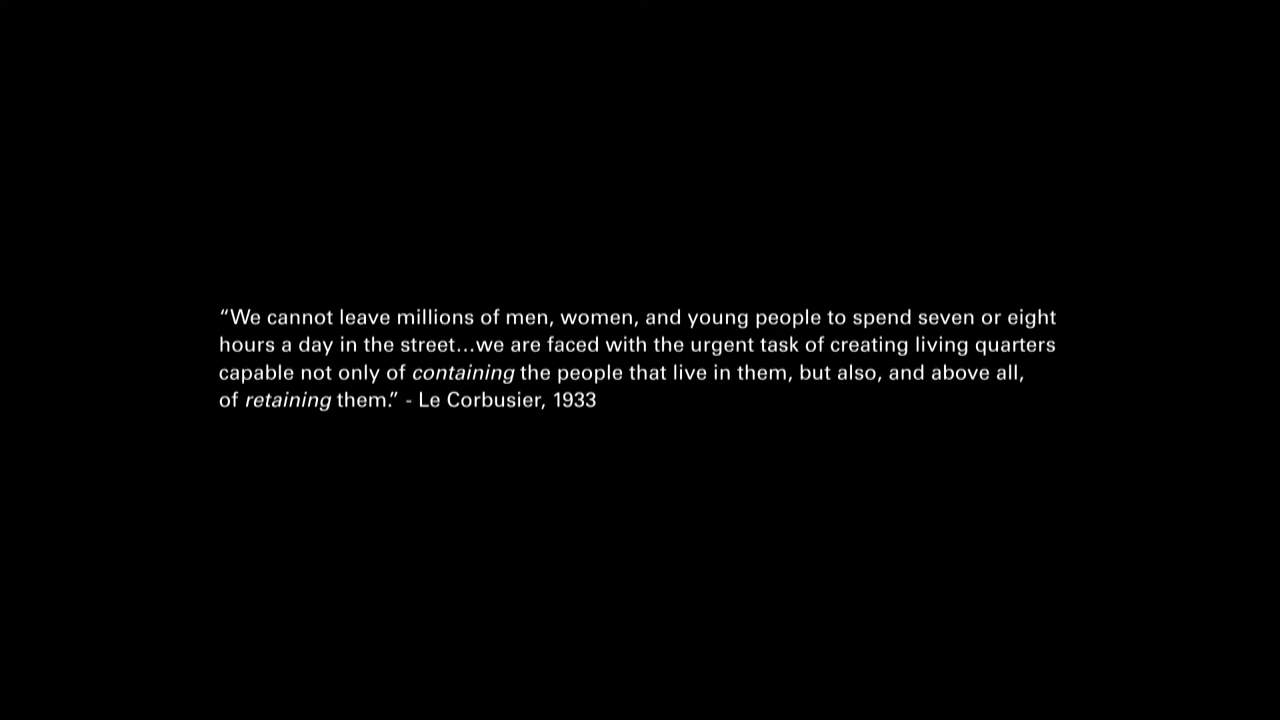 “We cannot leave millions of men, women, and young people to spend seven or eight
hours a day in the street...we are faced with the urgent task of creating living quarters
capable not only of containing the people that live in them, but also, and above all,
of retaining them.” - Le Corbusier, 1933